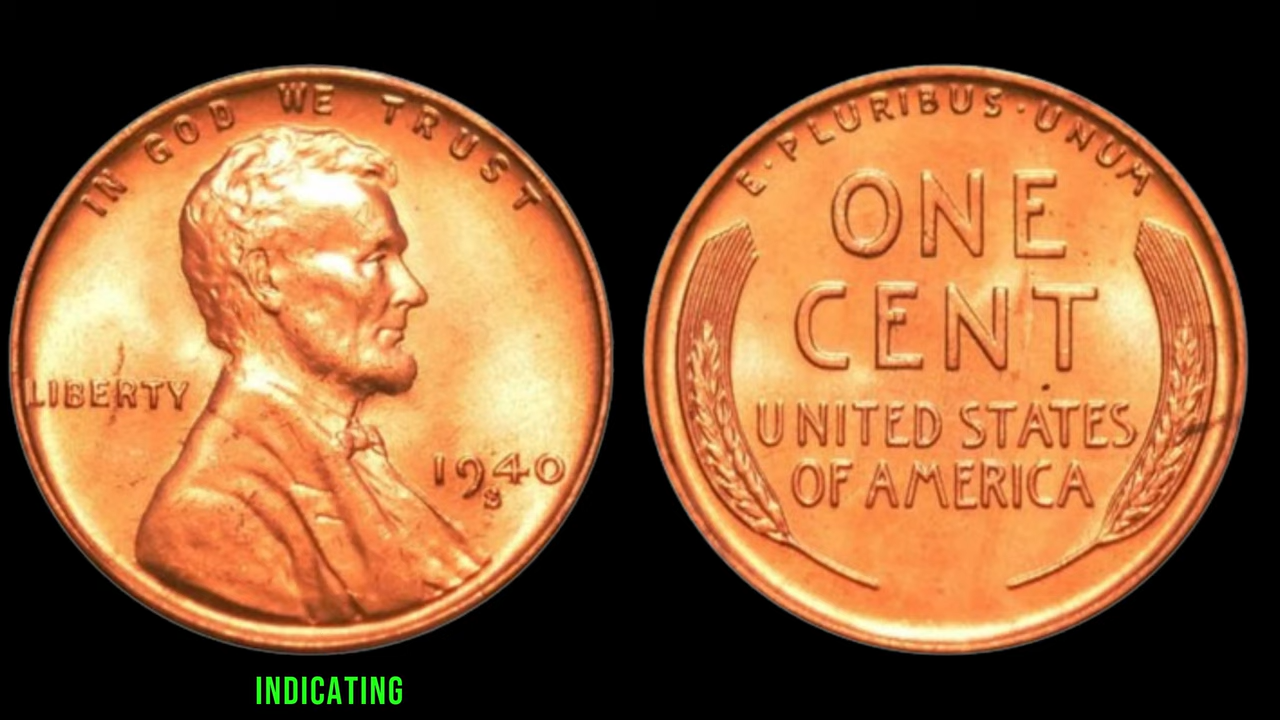 IN GOD WE TRUST
LIBERTY
1940
S
E·PLURIBUS·UNUM
ONE
CENT
UNITED STATES
OF AMERICA
INDICATING